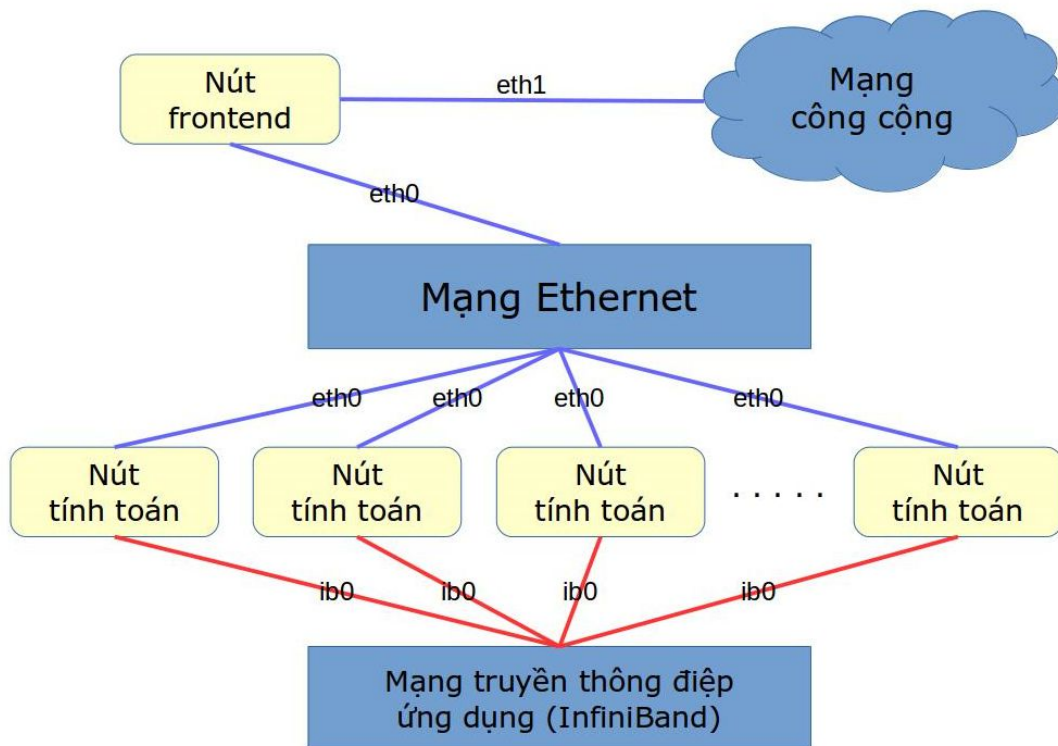 Nút
frontend
eth1
Mạng
công cộng
eth0
Mạng Ethernet
eth0
eth0
eth0
eth0
Nút
tính toán
Nút
tính toán
Nút
tính toán
. . . . .
Nút
tính toán
ib0
ib0
ib0
ib0
Mạng truyền thông điệp
ứng dụng (InfiniBand)